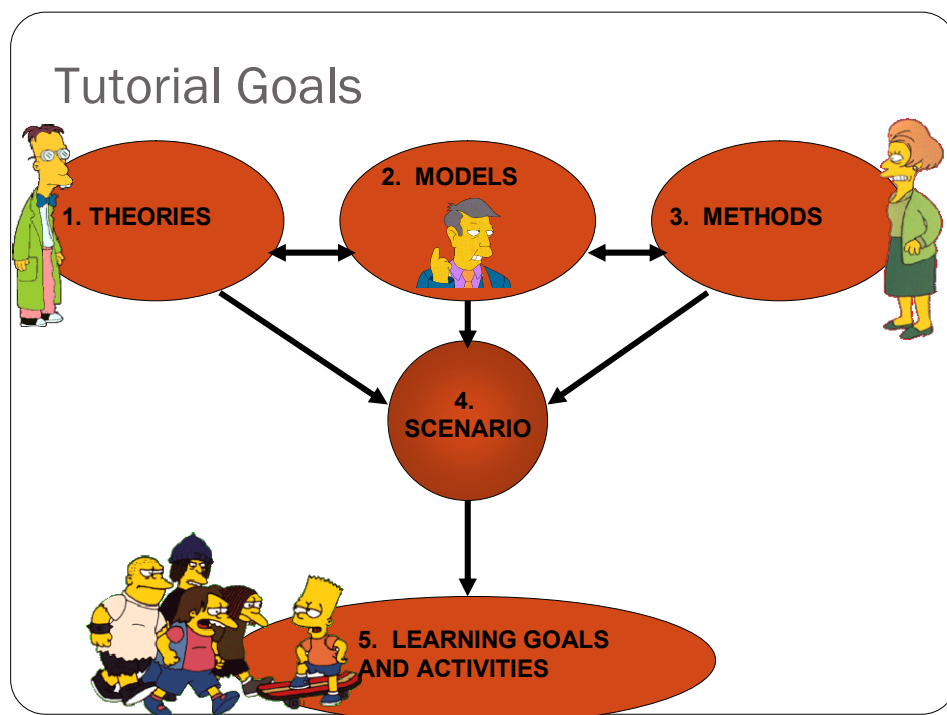 Tutorial Goals
1. THEORIES
2. MODELS
3. METHODS
4.
SCENARIO
5. LEARNING GOALS
AND ACTIVITIES